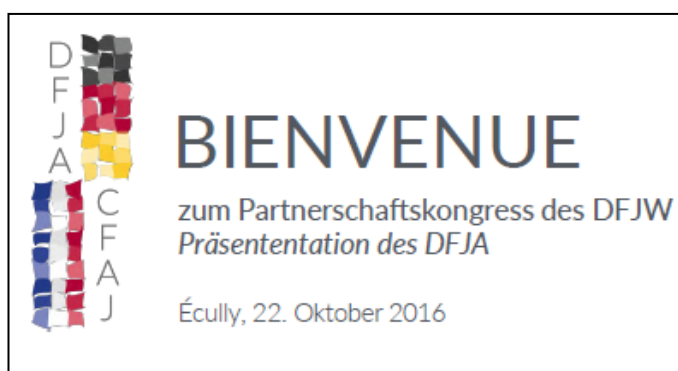 DFJA
CFAJ
BIENVENUE
zum Partnerschaftskongress des DFJW
Präsententation des DFJA
Écully, 22. Oktober 2016